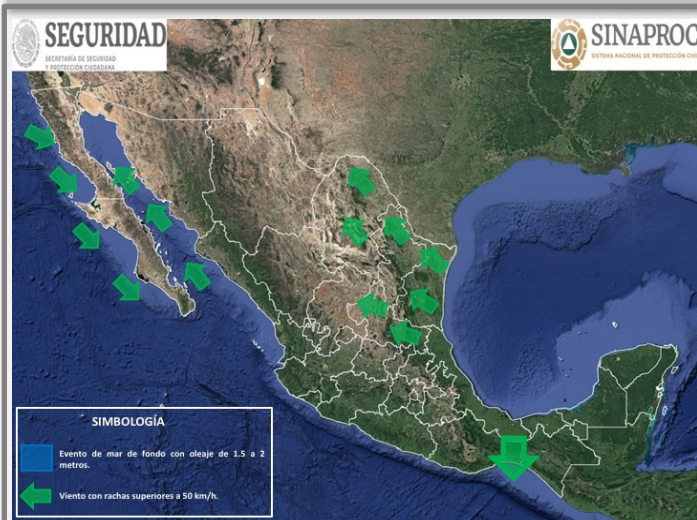 SEGURIDAD
SECRETARÍA DE SEGURIDAD
Y PROTECCIÓN CIUDADANA
SINAPROC
SISTEMA NACIONAL DE PROTECCIÓN CIVI
SIMBOLOGÍA
Evento de mar de fondo con oleaje de 1.5 a 2
metros.
Viento con rachas superiores a 50 km/h.